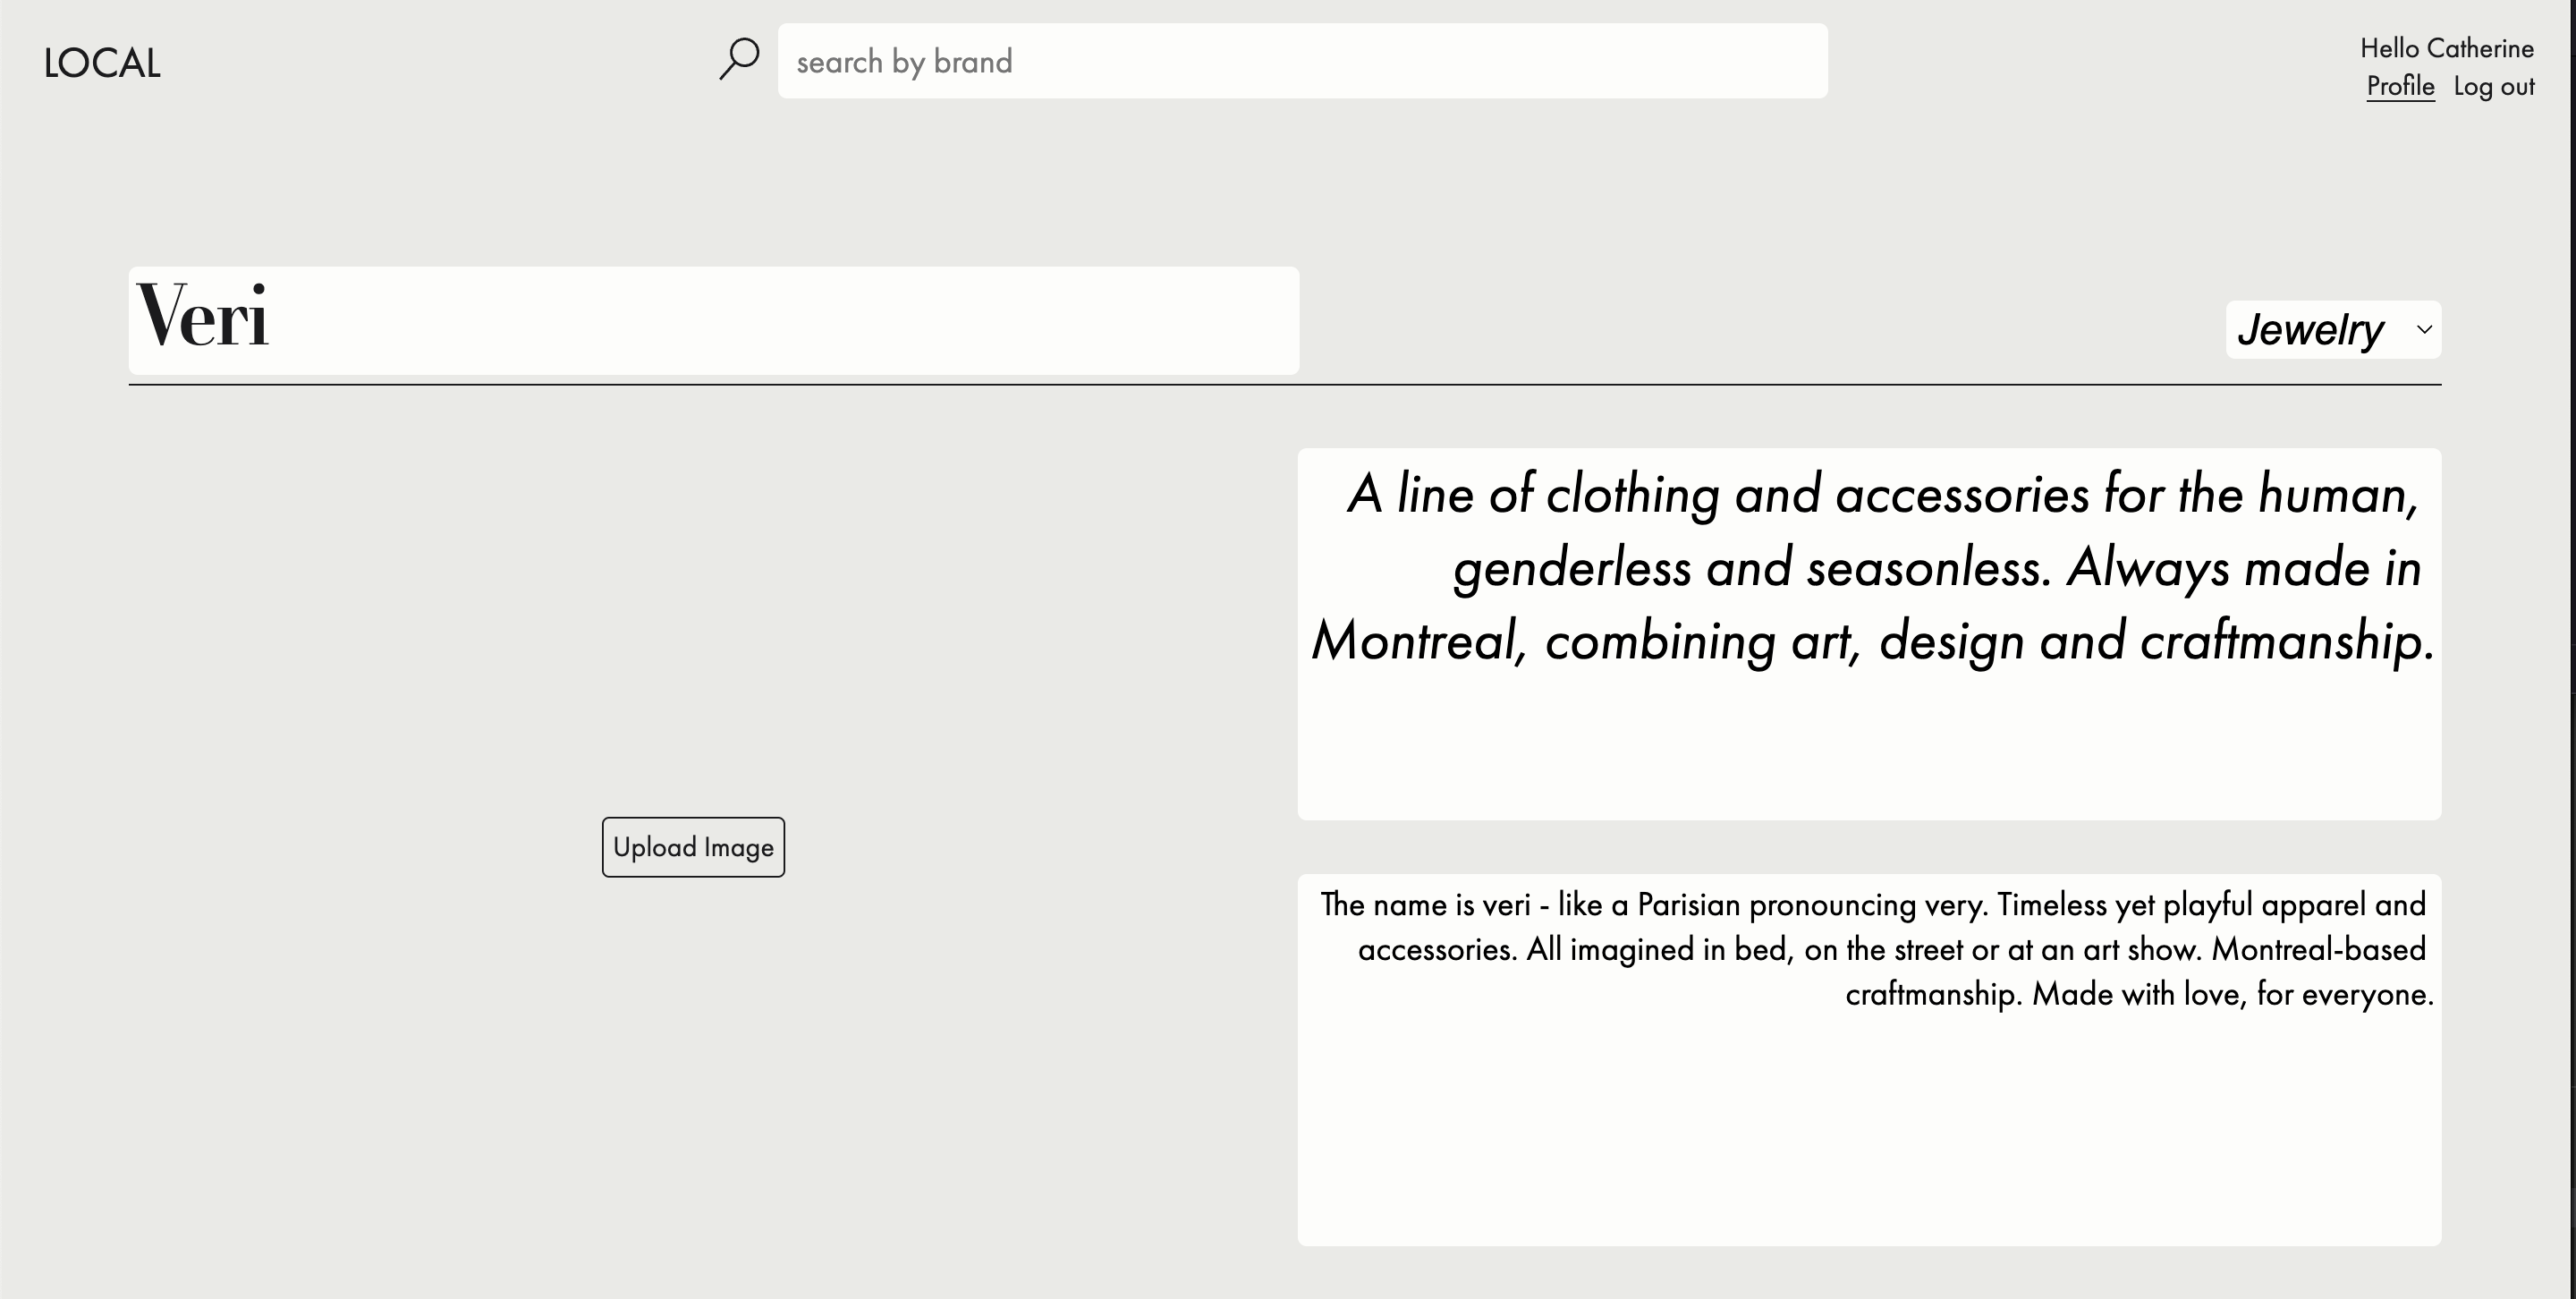 LOCAL
search by brand
Hello Catherine
Profile Log out
Veri
Jewelry
A line of clothing and accessories for the human,
genderless and seasonless. Always made in
Montreal, combining art, design and craftmanship.
Upload Image
The name is veri - like a Parisian pronouncing very. Timeless yet playful apparel and
accessories. All imagined in bed, on the street or at an art show. Montreal-based
craftmanship. Made with love, for everyone.